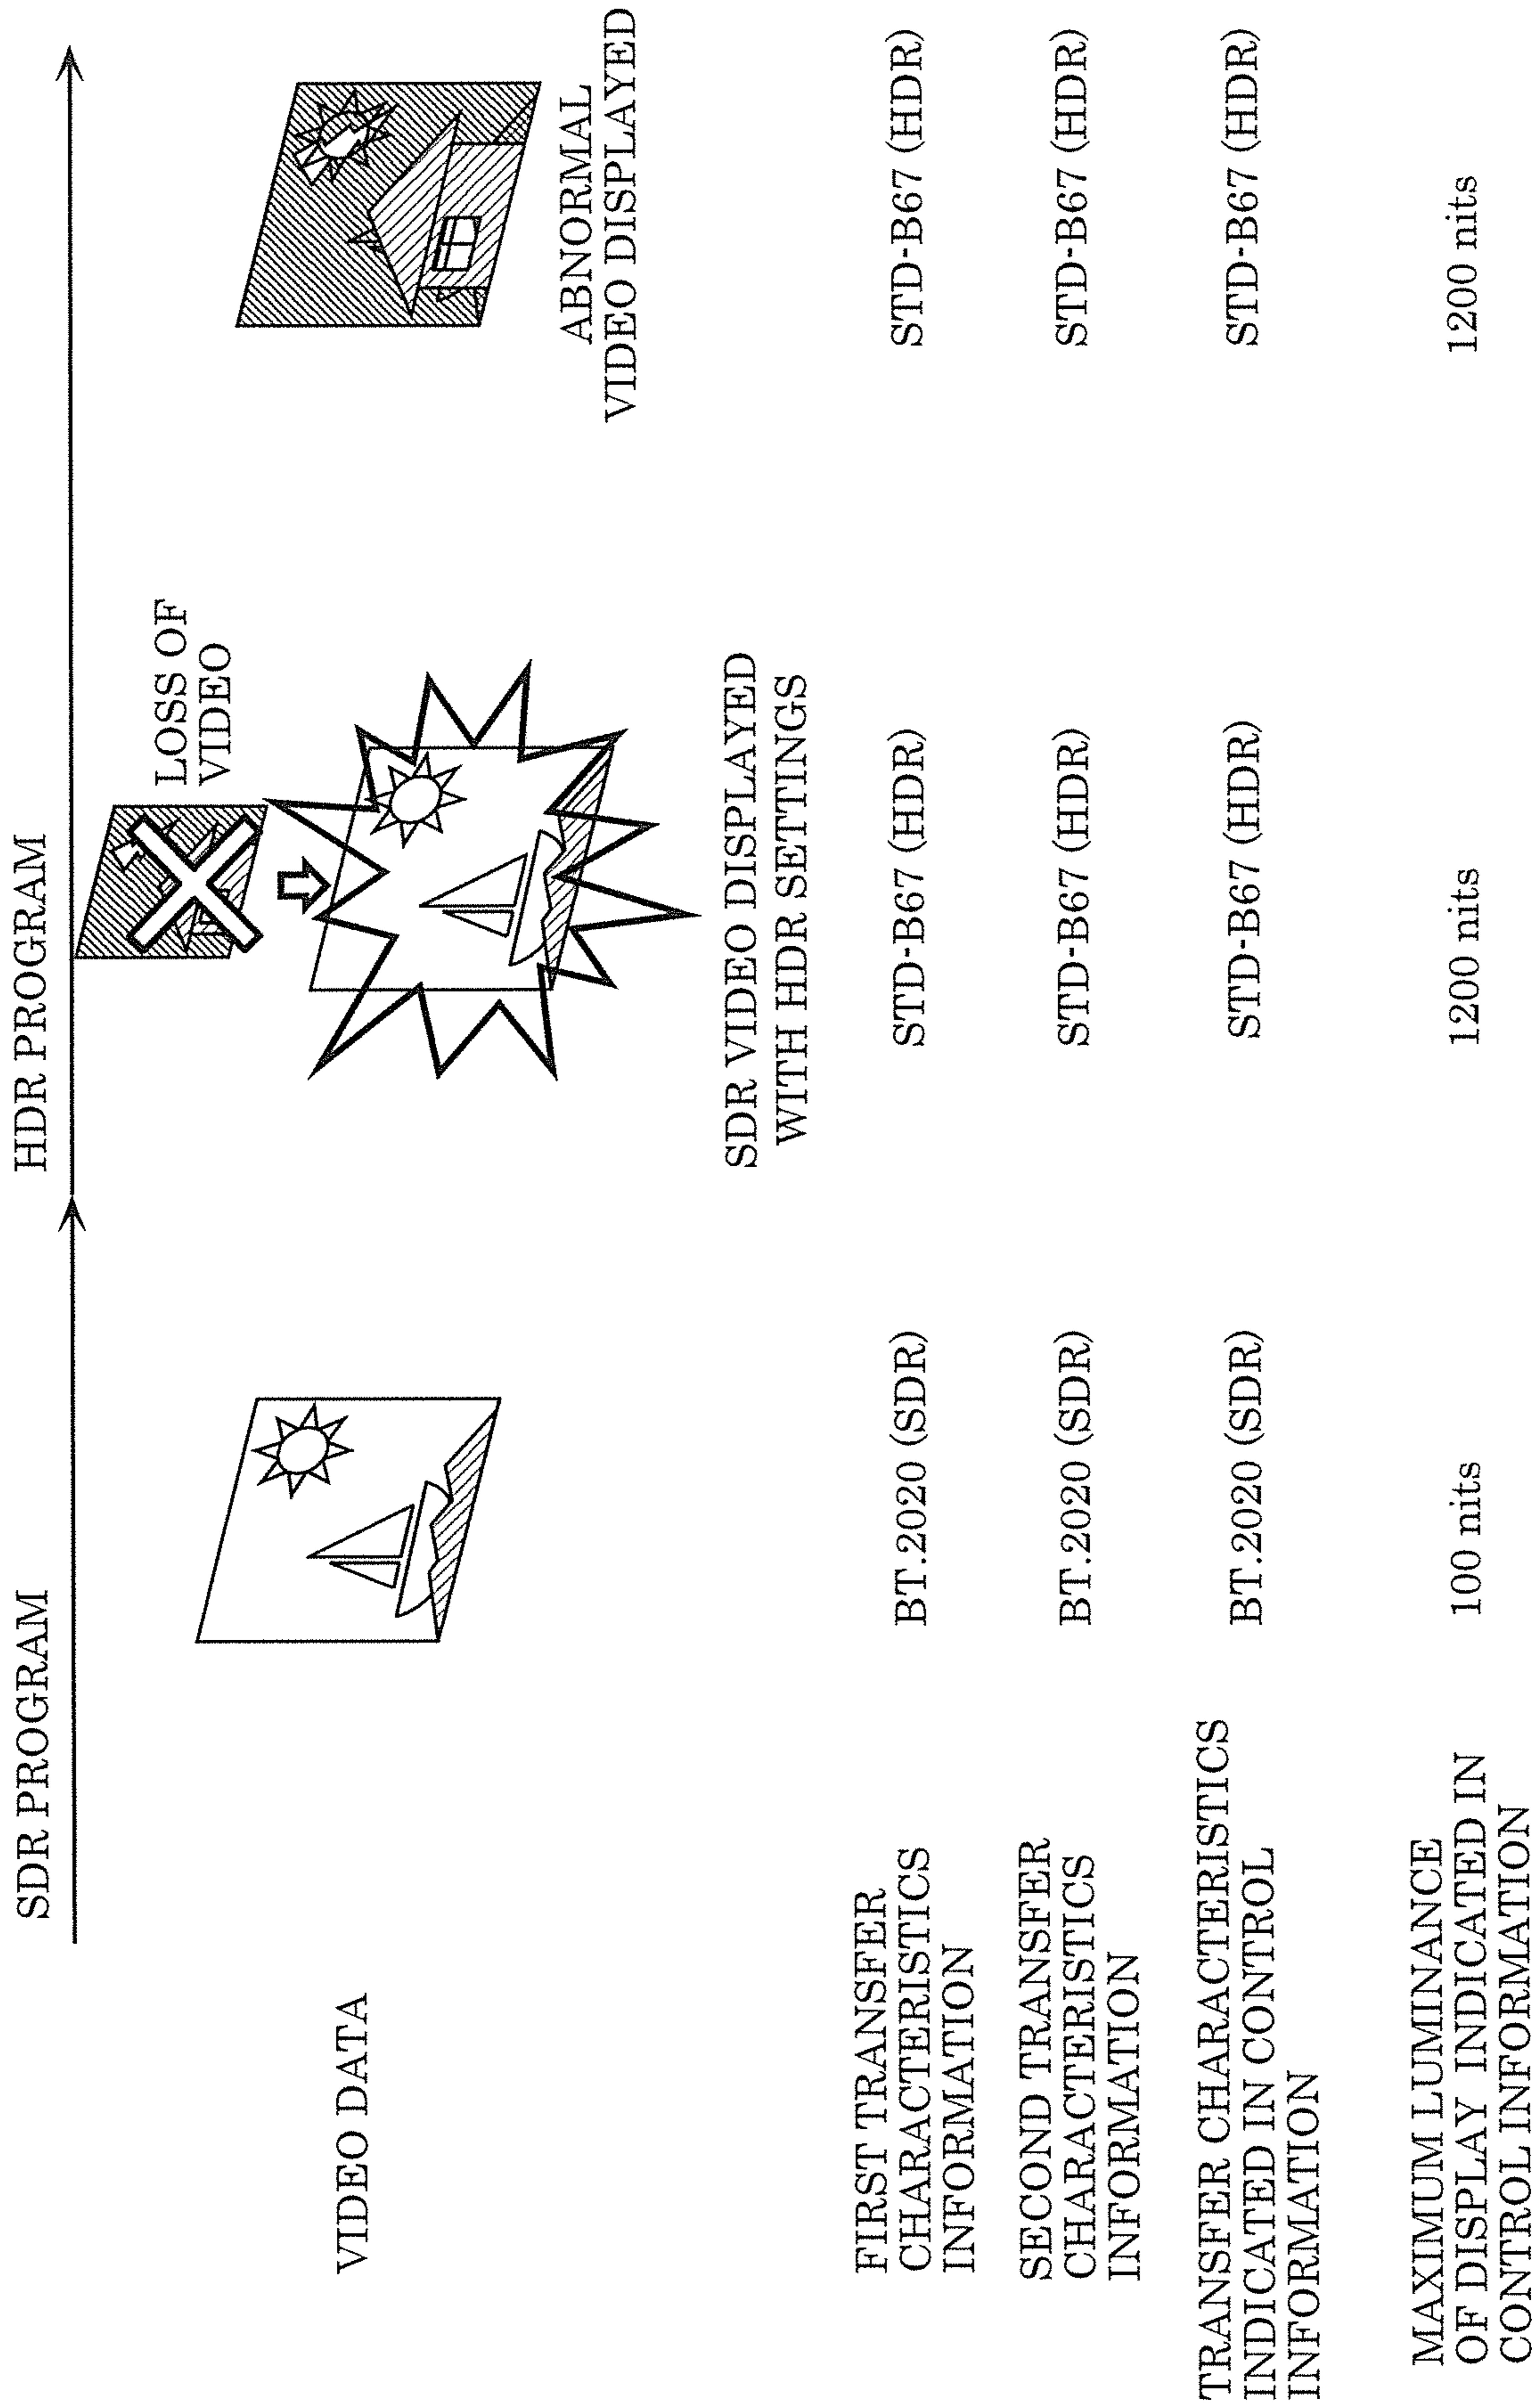 SDR PROGRAM
HDR PROGRAM
VIDEO DATA
LOSS OF
VIDEO
SDR VIDEO DISPLAYED
WITH HDR SETTINGS
ABNORMAL
VIDEO DISPLAYED
FIRST TRANSFER
CHARACTERISTICS
INFORMATION
BT.2020 (SDR)
STD-B67 (HDR)
STD-B67 (HDR)
SECOND TRANSFER
CHARACTERISTICS
INFORMATION
BT.2020 (SDR)
STD-B67 (HDR)
STD-B67 (HDR)
TRANSFER CHARACTERISTICS
INDICATED IN CONTROL
INFORMATION
BT.2020 (SDR)
STD-B67 (HDR)
STD-B67 (HDR)
MAXIMUM LUMINANCE
OF DISPLAY INDICATED IN
CONTROL INFORMATION
100 nits
1200 nits
1200 nits